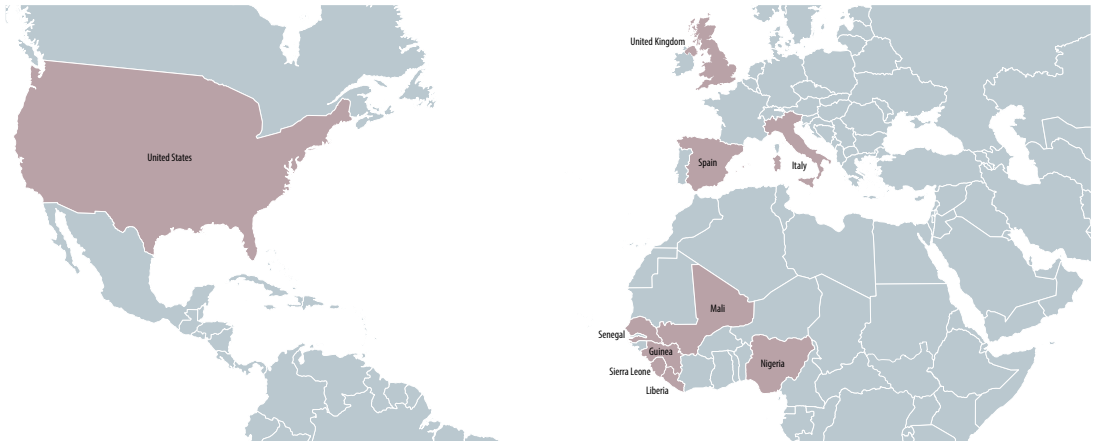 United Kingdom
United States
Spain
Italy
Mali
Senegal
Guinea
Nigeria
Sierra Leone
Liberia